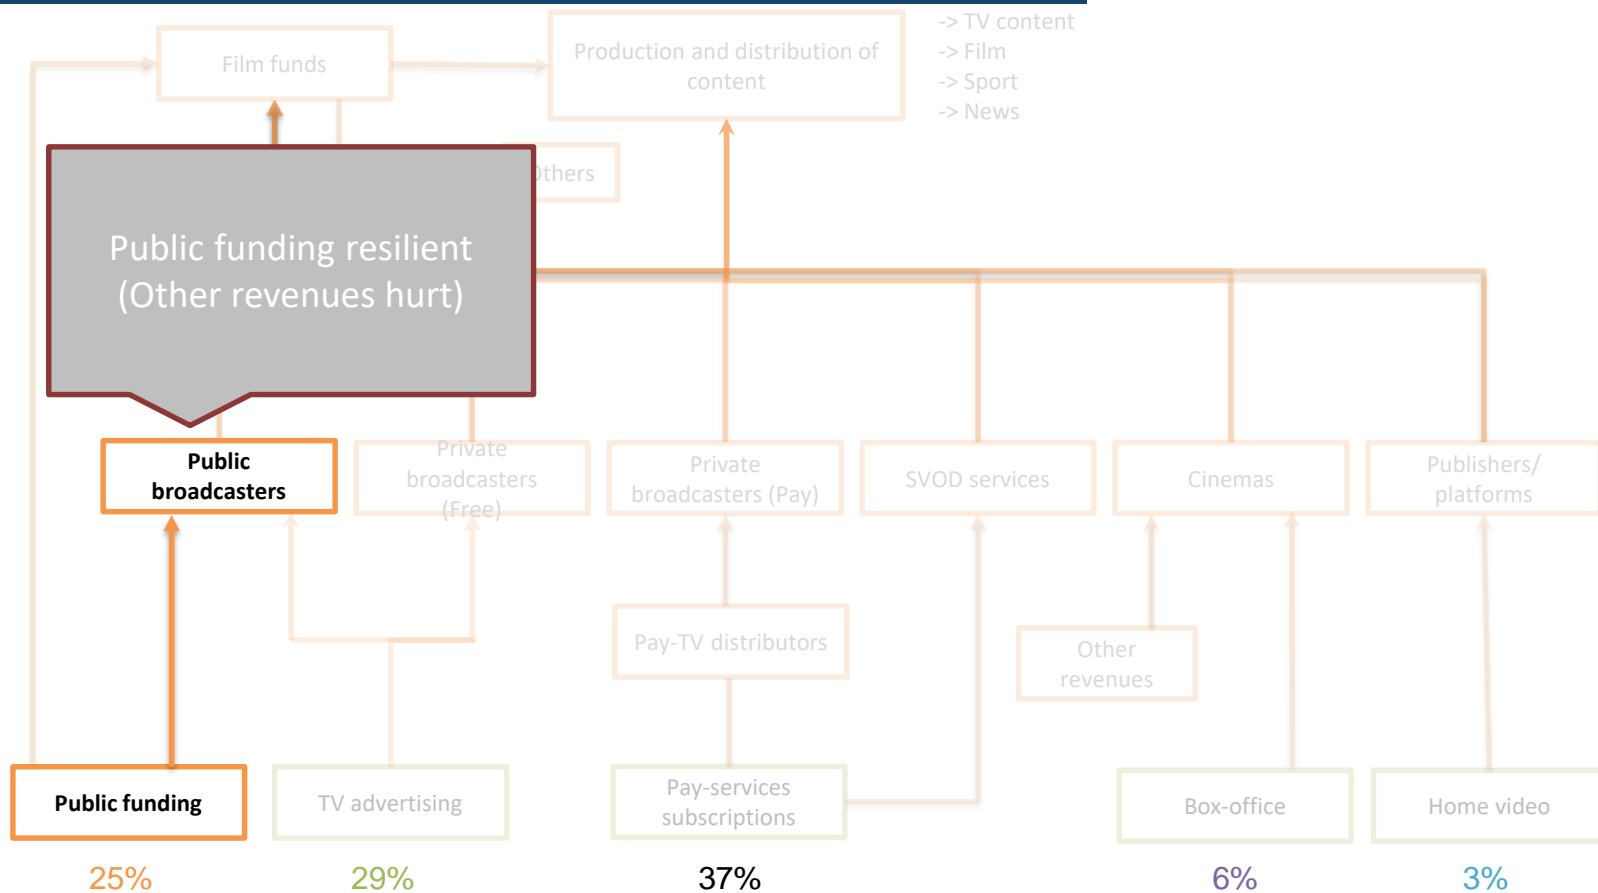 -> TV content
-> Film
-> Sport
-> News
Film funds
Production and distribution of
content
Others
Public funding resilient
(Other revenues hurt)
Public
broadcasters
Private
broadcasters
(Free)
Private
broadcasters (Pay)
SVOD services
Cinemas
Publishers/
platforms
Pay-TV distributors
Other
revenues
Public funding
TV advertising
Pay-services
subscriptions
Box-office
Home video
25%
29%
37%
6%
3%